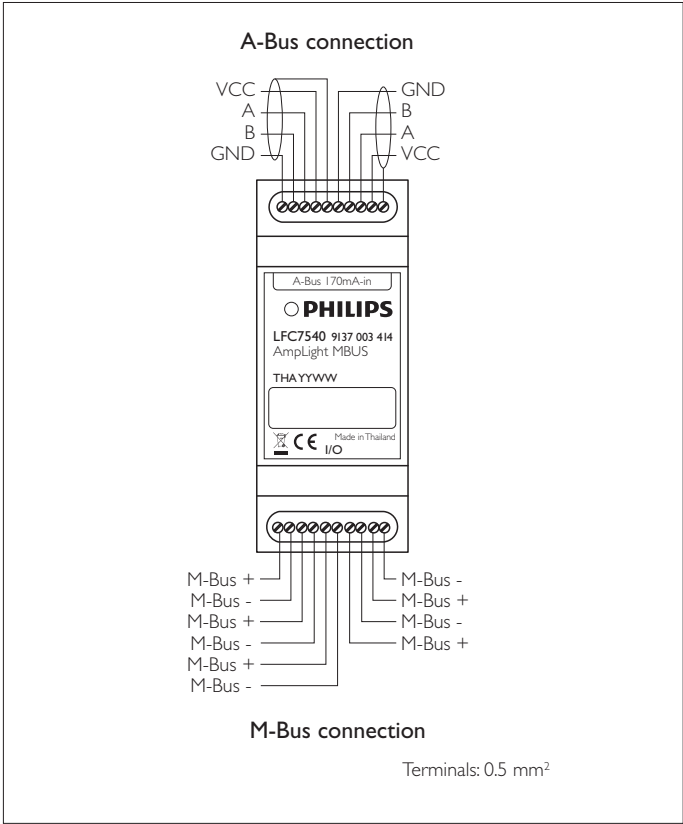 A-Bus connection
VCC
A
B
GND
GND
B
A
VCC
A-Bus 170mA-in
PHILIPS
LFC7540 9137 003 414
AmpLight MBUS
THAYYWW
CE Made in Thailand
I/O
M-Bus +
M-Bus -
M-Bus +
M-Bus -
M-Bus +
M-Bus -
M-Bus -
M-Bus +
M-Bus -
M-Bus +
M-Bus connection
Terminals: 0.5 mm²